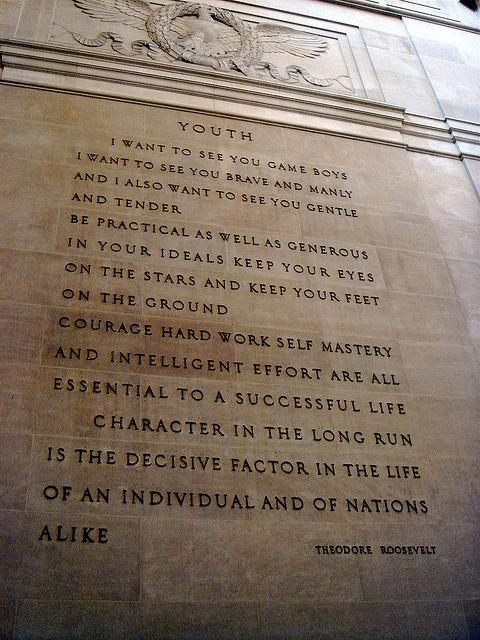 YOUTH
I WANT TO SEE YOU GAME BOYS
I WANT TO SEE YOU BRAVE AND MANLY
AND I ALSO WANT TO SEE YOU GENTLE
AND TENDER
BE PRACTICAL AS WELL AS GENEROUS
IN YOUR IDEALS KEEP YOUR EYES
ON THE STARS AND KEEP YOUR FEET
ON THE GROUND
COURAGE HARD WORK SELF MASTERY
AND INTELLIGENT EFFORT ARE ALL
ESSENTIAL TO A SUCCESSFUL LIFE
CHARACTER IN THE LONG RUN
IS THE DECISIVE FACTOR IN THE LIFE
OF AN INDIVIDUAL AND OF NATIONS
ALIKE
THEODORE ROOSEVELT